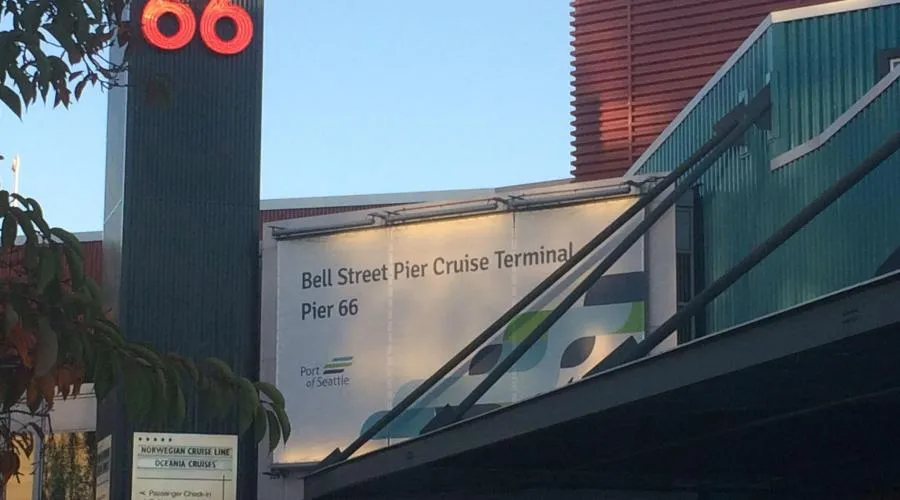 66
Bell Street Pier Cruise Terminal
Pier 66
Port
of Seattle
NORWEGIAN CRUISE LINE
OCEANIA CRUISES
Passenger Check-in